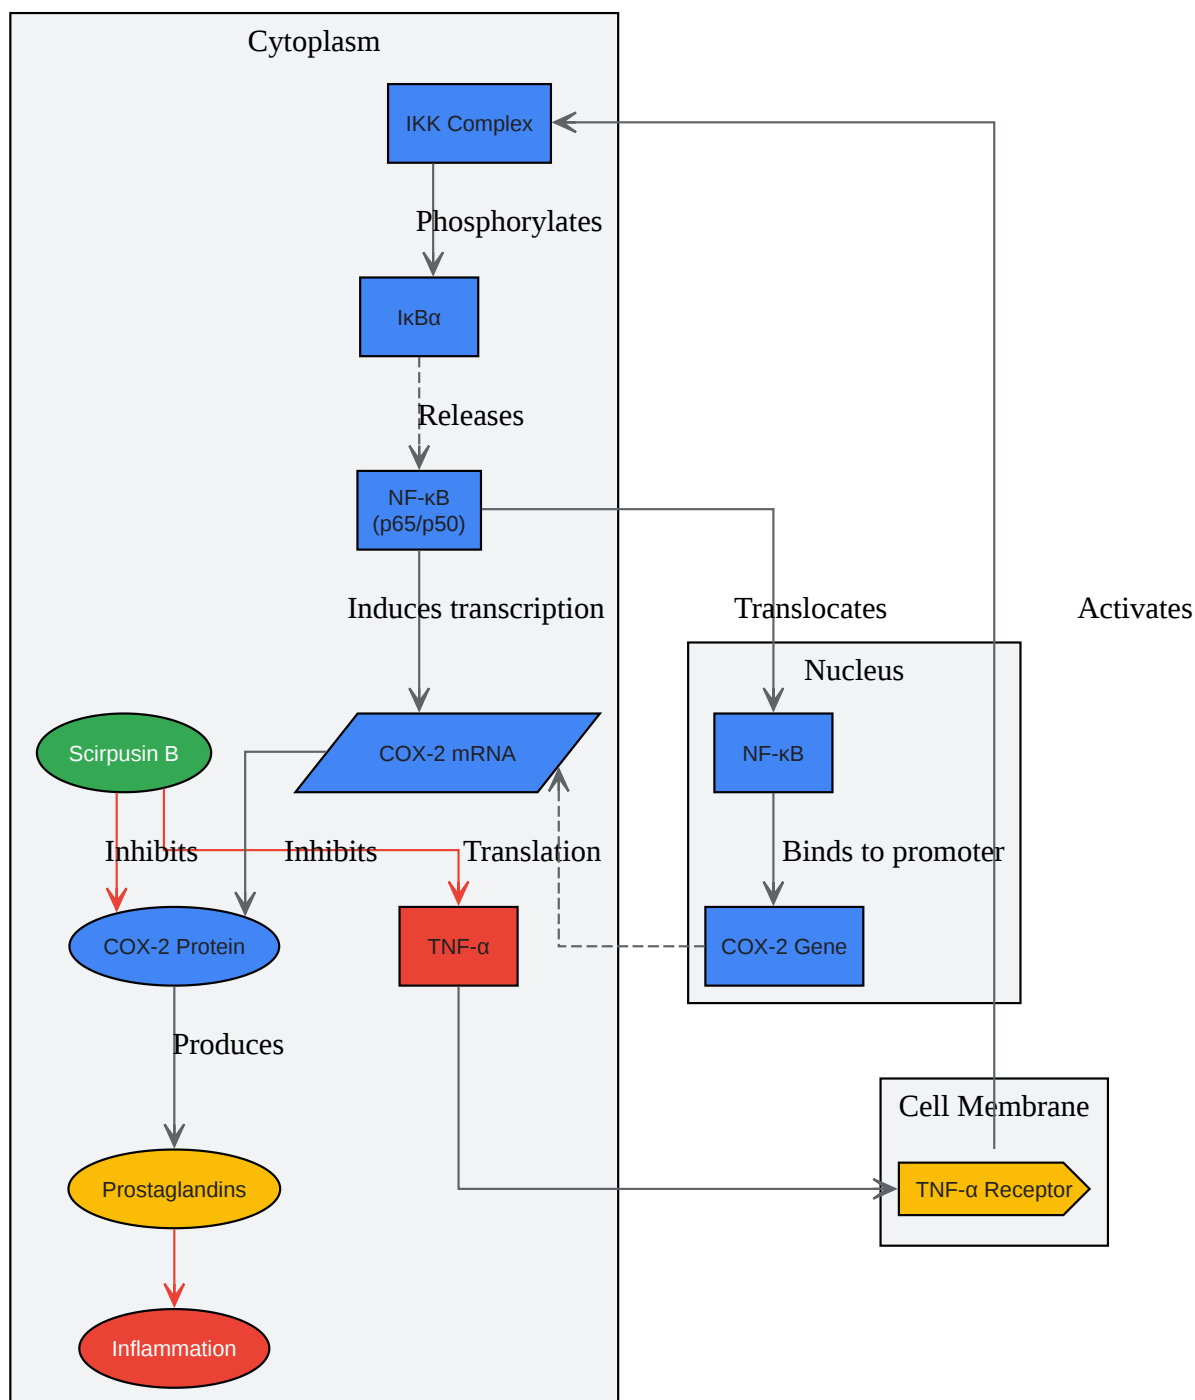 Cytoplasm
IKK Complex
Phosphorylates
IκBα
Releases
NF-κB
(p65/p50)
Induces transcription
Translocates
Activates
Nucleus
Scirpusin B
COX-2 mRNA
NF-κB
Inhibits
Inhibits
Translation
Binds to promoter
COX-2 Protein
TNF-α
COX-2 Gene
Produces
Cell Membrane
Prostaglandins
TNF-α Receptor
Inflammation